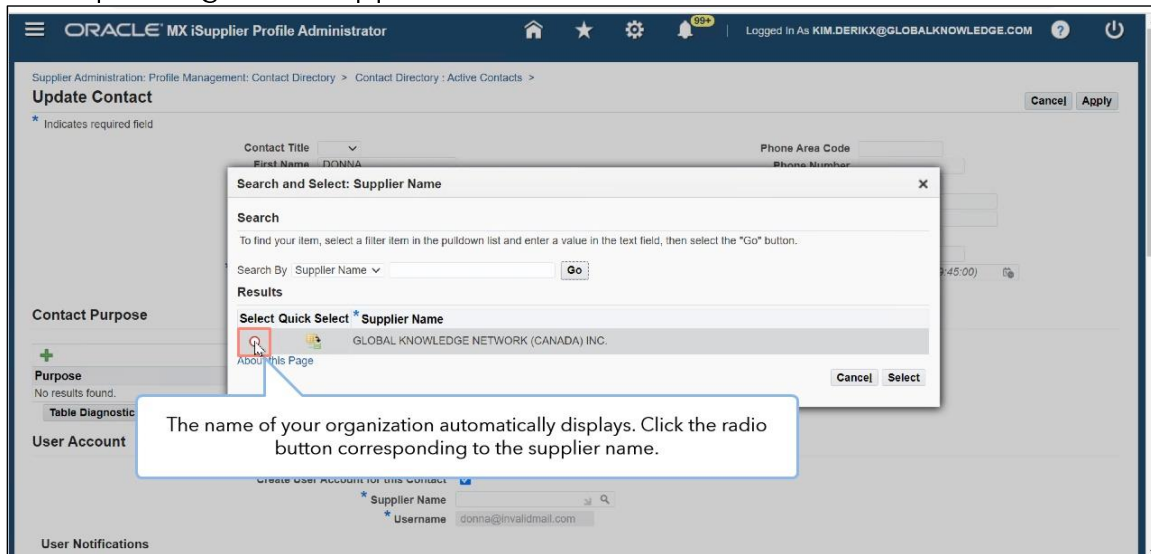 ORACLE MX iSupplier Profile Administrator 99+ Logged In As KIM.DERIKX@GLOBALKNOWLEDGE.COM ?
Supplier Administration: Profile Management: Contact Directory > Contact Directory : Active Contacts >
Update Contact Cancel Apply
* Indicates required field
Contact Title Phone Area Code
First Name DONNA Phone Number
Search and Select: Supplier Name
Search
To find your item, select a filter item in the pulldown list and enter a value in the text field, then select the "Go" button.
Search By Supplier Name Go
:45:00)
Results
Contact Purpose
Select Quick Select * Supplier Name
GLOBAL KNOWLEDGE NETWORK (CANADA) INC.
About this Page
Purpose
Cancel Select
No results found.
Table Diagnostic
The name of your organization automatically displays. Click the radio
button corresponding to the supplier name.
User Account
Create User Account for this Contact
* Supplier Name
* Username donna@invalidmail.com
User Notifications